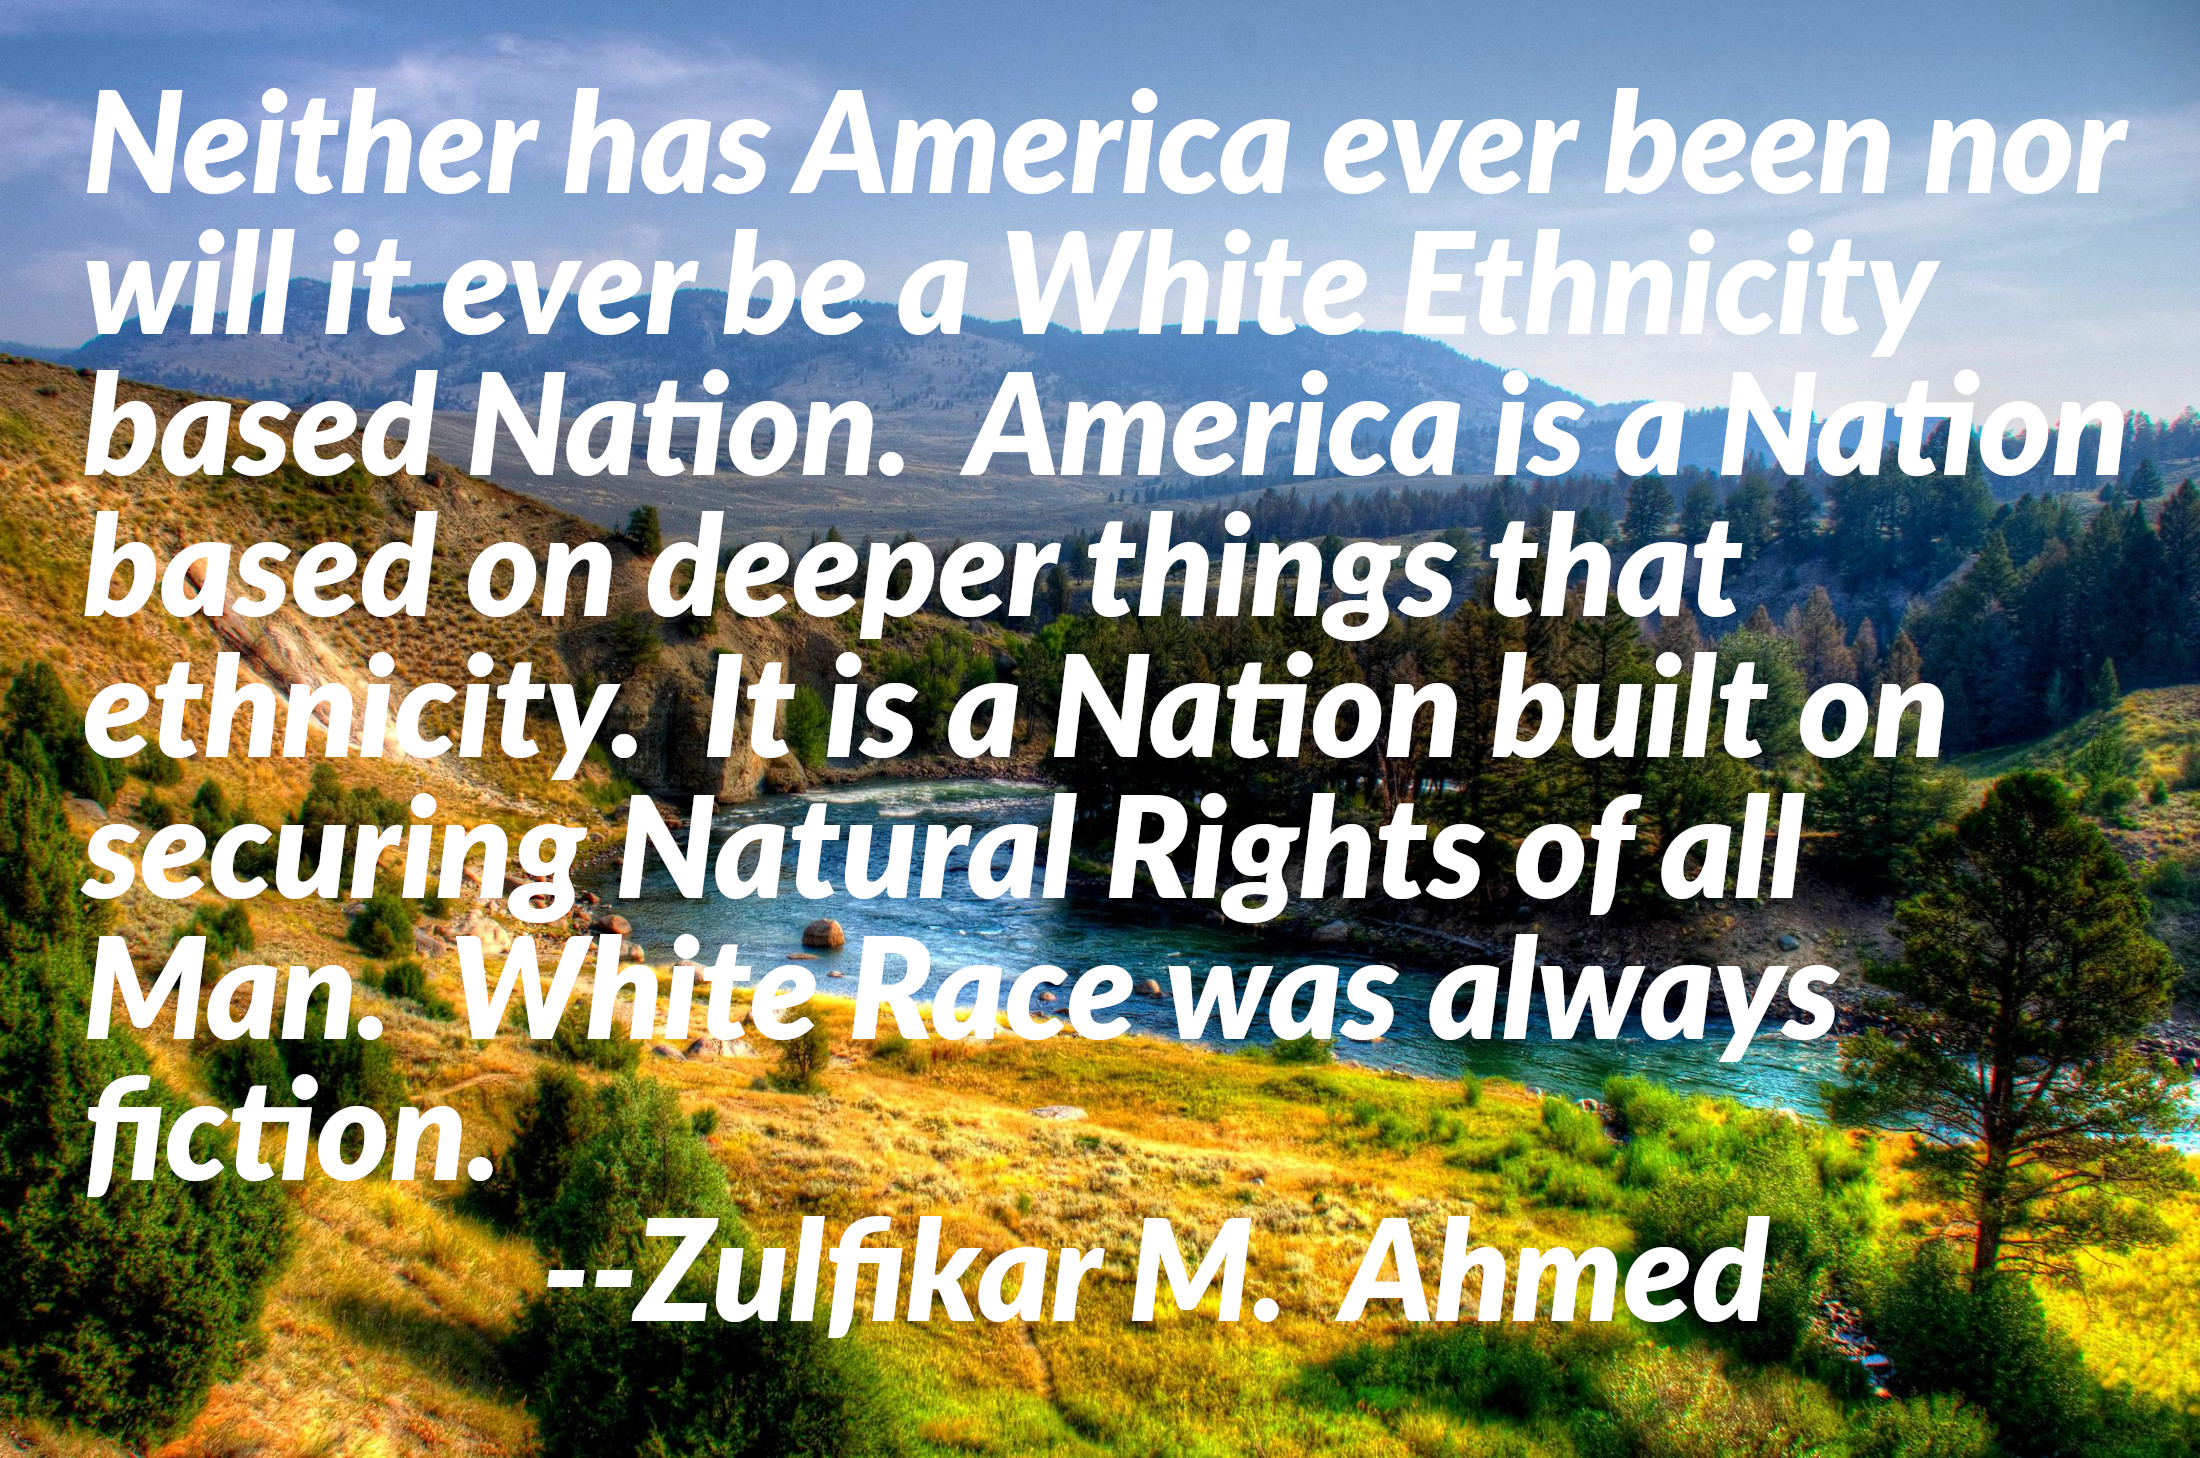 Neither has America ever been nor
will it ever be a White Ethnicity
based Nation.  America is a Nation
based on deeper things that
ethnicity.  It is a Nation built on
securing Natural Rights of all
Man.  White Race was always
fiction.
--Zulfikar M.  Ahmed